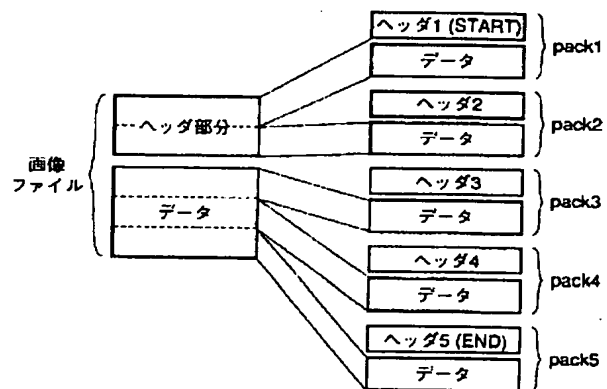 画像
ファイル
ヘッダ部分
データ
ヘッダ1 (START)
データ
pack1
ヘッダ2
データ
pack2
ヘッダ3
データ
pack3
ヘッダ4
データ
pack4
ヘッダ5 (END)
データ
pack5